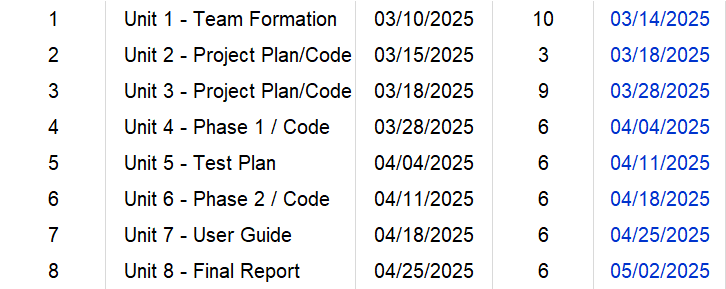 1 Unit 1 - Team Formation 03/10/2025 10 03/14/2025
2 Unit 2 - Project Plan/Code 03/15/2025 3 03/18/2025
3 Unit 3 - Project Plan/Code 03/18/2025 9 03/28/2025
4 Unit 4 - Phase 1 / Code 03/28/2025 6 04/04/2025
5 Unit 5 - Test Plan 04/04/2025 6 04/11/2025
6 Unit 6 - Phase 2 / Code 04/11/2025 6 04/18/2025
7 Unit 7 - User Guide 04/18/2025 6 04/25/2025
8 Unit 8 - Final Report 04/25/2025 6 05/02/2025